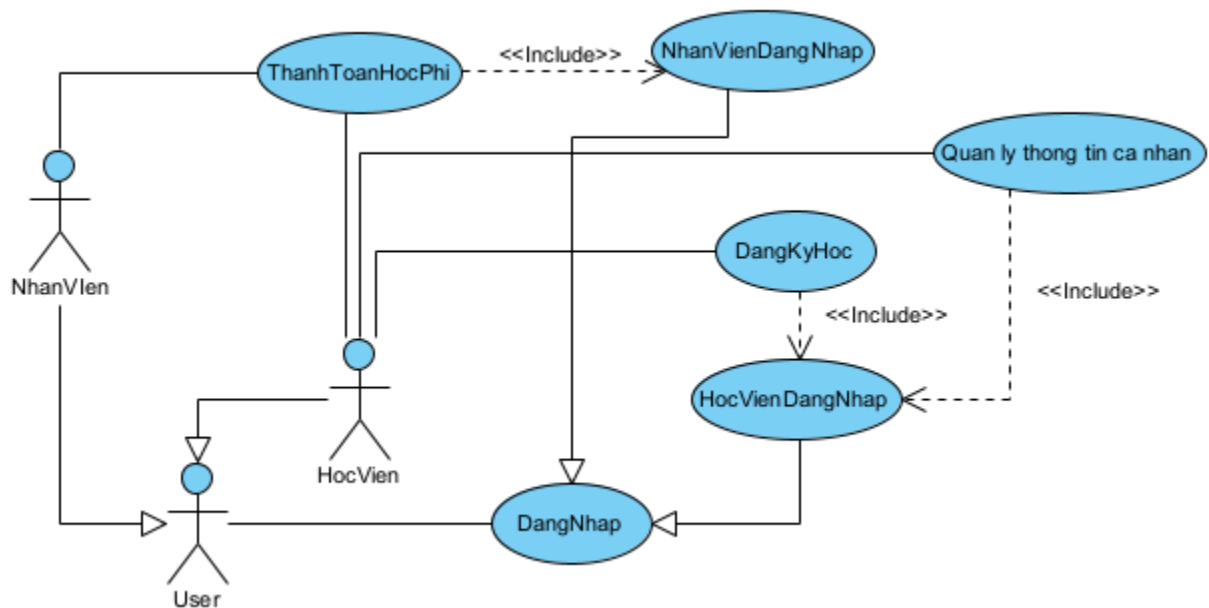 <<Include>>
NhanVienDangNhap
ThanhToanHocPhi
Quan ly thong tin ca nhan
DangKyHoc
NhanVIen
<<Include>>
<<Include>>
HocVienDangNhap
HocVien
DangNhap
User